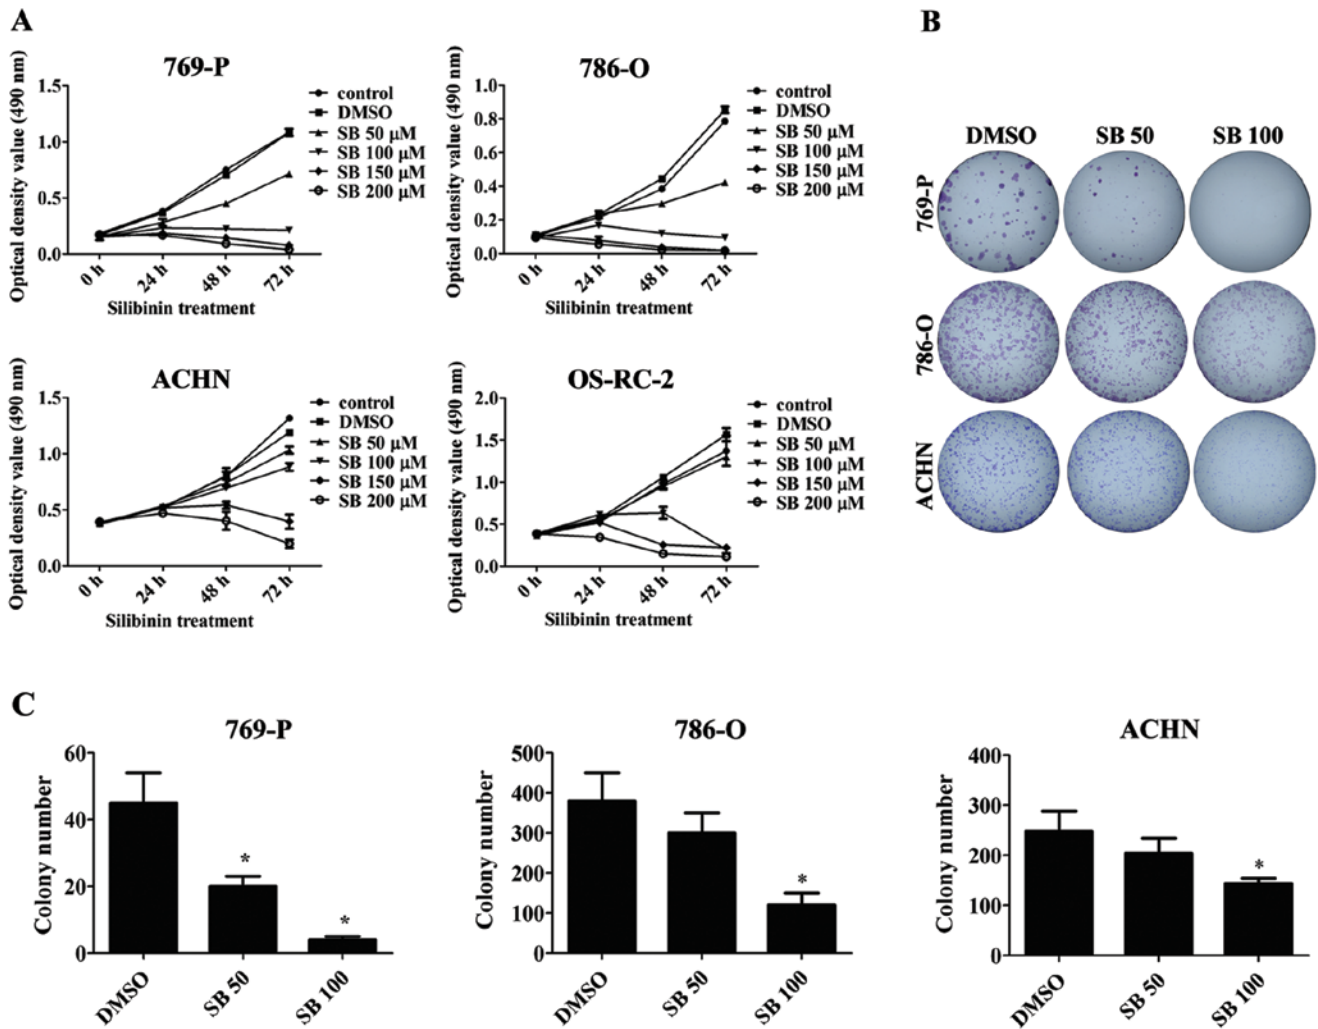 A
769-P
Optical density value (490 nm)
1.5
1.0
0.5
0.0
0 h
24 h
48 h
72 h
Silibinin treatment
control
DMSO
SB 50 μM
SB 100 μM
SB 150 μM
SB 200 μM
786-O
Optical density value (490 nm)
1.0
0.8
0.6
0.4
0.2
0.0
0 h
24 h
48 h
72 h
Silibinin treatment
control
DMSO
SB 50 μM
SB 100 μM
SB 150 μM
SB 200 μM
ACHN
Optical density value (490 nm)
1.5
1.0
0.5
0.0
0 h
24 h
48 h
72 h
Silibinin treatment
control
DMSO
SB 50 μM
SB 100 μM
SB 150 μM
SB 200 μM
OS-RC-2
Optical density value (490 nm)
2.0
1.5
1.0
0.5
0.0
0 h
24 h
48 h
72 h
Silibinin treatment
control
DMSO
SB 50 μM
SB 100 μM
SB 150 μM
SB 200 μM
B
DMSO SB 50 SB 100
769-P
786-O
ACHN
C
769-P
Colony number
60
40
20
0
*
*
DMSO
SB 50
SB 100
786-O
Colony number
500
400
300
200
100
0
*
DMSO
SB 50
SB 100
ACHN
Colony number
400
300
200
100
0
*
DMSO
SB 50
SB 100